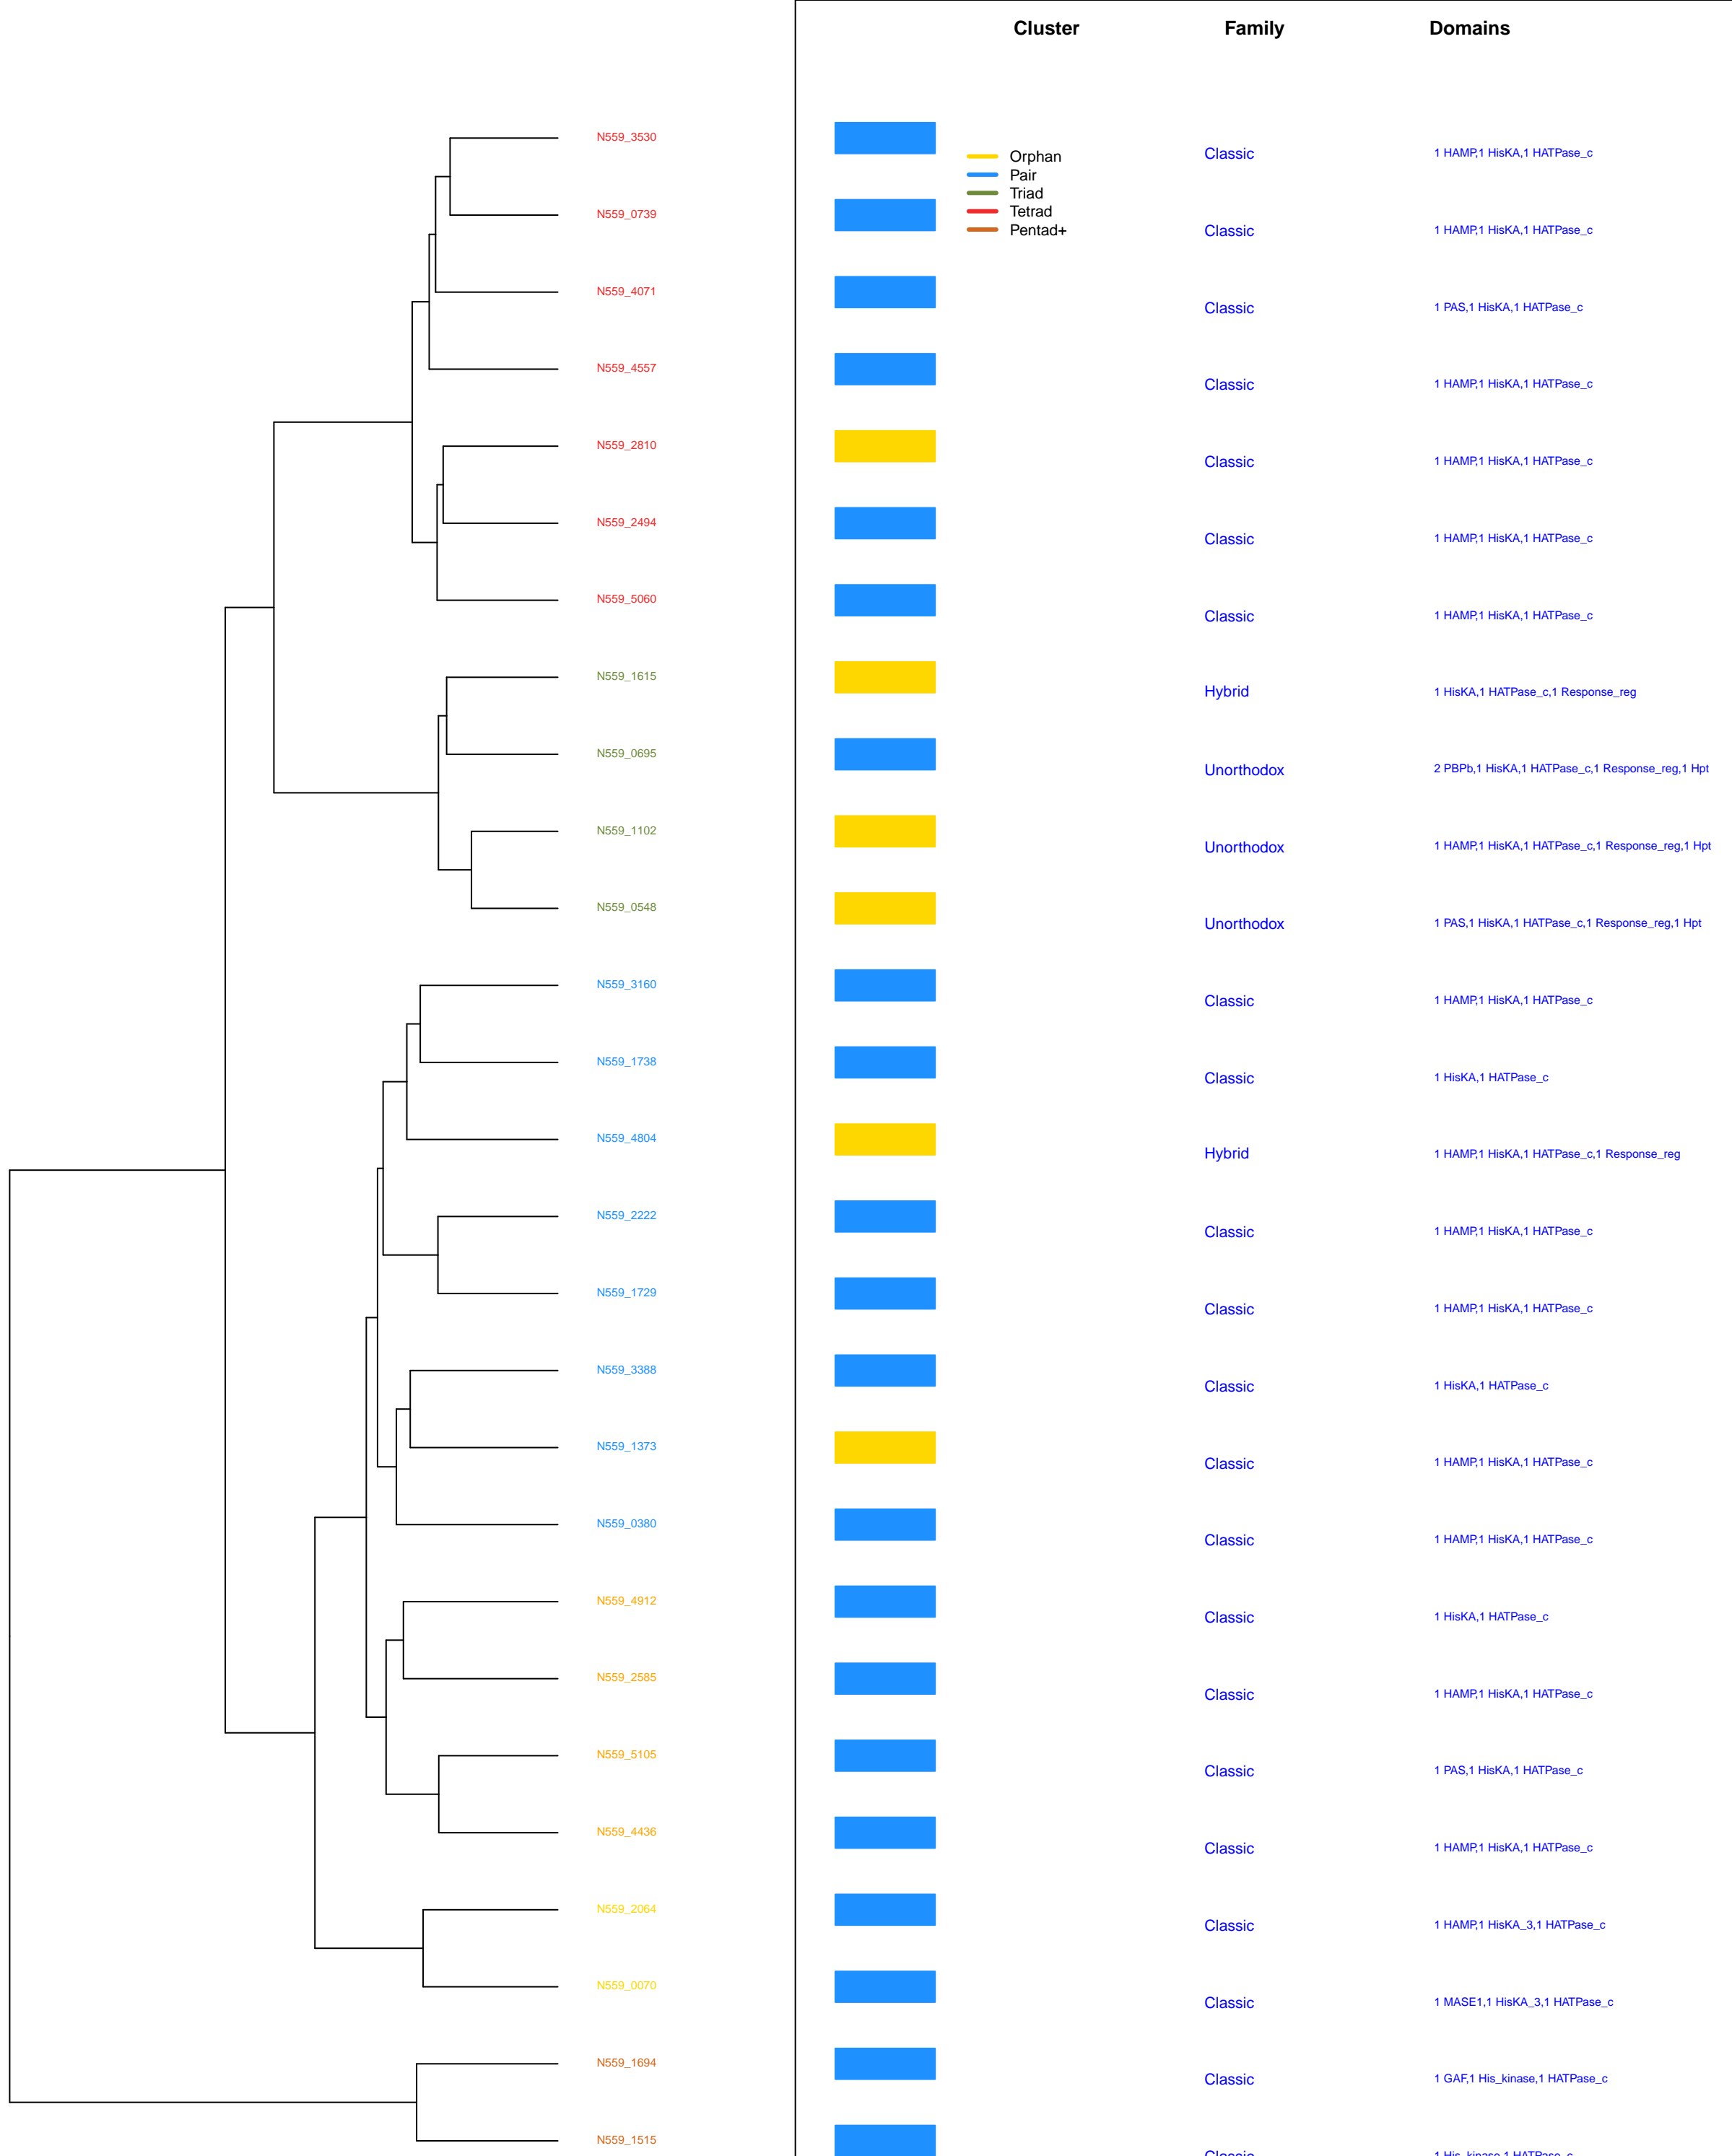 Cluster Family Domains
N559_3530 Classic 1 HAMP,1 HisKA,1 HATPase_c
Orphan
Pair
Triad
Tetrad
Pentad+
N559_0739 Classic 1 HAMP,1 HisKA,1 HATPase_c
N559_4071 Classic 1 PAS,1 HisKA,1 HATPase_c
N559_4557 Classic 1 HAMP,1 HisKA,1 HATPase_c
N559_2810 Classic 1 HAMP,1 HisKA,1 HATPase_c
N559_2494 Classic 1 HAMP,1 HisKA,1 HATPase_c
N559_5060 Classic 1 HAMP,1 HisKA,1 HATPase_c
N559_1615 Hybrid 1 HisKA,1 HATPase_c,1 Response_reg
N559_0695 Unorthodox 2 PBPb,1 HisKA,1 HATPase_c,1 Response_reg,1 Hpt
N559_1102 Unorthodox 1 HAMP,1 HisKA,1 HATPase_c,1 Response_reg,1 Hpt
N559_0548 Unorthodox 1 PAS,1 HisKA,1 HATPase_c,1 Response_reg,1 Hpt
N559_3160 Classic 1 HAMP,1 HisKA,1 HATPase_c
N559_1738 Classic 1 HisKA,1 HATPase_c
N559_4804 Hybrid 1 HAMP,1 HisKA,1 HATPase_c,1 Response_reg
N559_2222 Classic 1 HAMP,1 HisKA,1 HATPase_c
N559_1729 Classic 1 HAMP,1 HisKA,1 HATPase_c
N559_3388 Classic 1 HisKA,1 HATPase_c
N559_1373 Classic 1 HAMP,1 HisKA,1 HATPase_c
N559_0380 Classic 1 HAMP,1 HisKA,1 HATPase_c
N559_4912 Classic 1 HisKA,1 HATPase_c
N559_2585 Classic 1 HAMP,1 HisKA,1 HATPase_c
N559_5105 Classic 1 PAS,1 HisKA,1 HATPase_c
N559_4436 Classic 1 HAMP,1 HisKA,1 HATPase_c
N559_2064 Classic 1 HAMP,1 HisKA_3,1 HATPase_c
N559_0070 Classic 1 MASE1,1 HisKA_3,1 HATPase_c
N559_1694 Classic 1 GAF,1 His_kinase,1 HATPase_c
N559_1515 Classic 1 His_kinase,1 HATPase_c